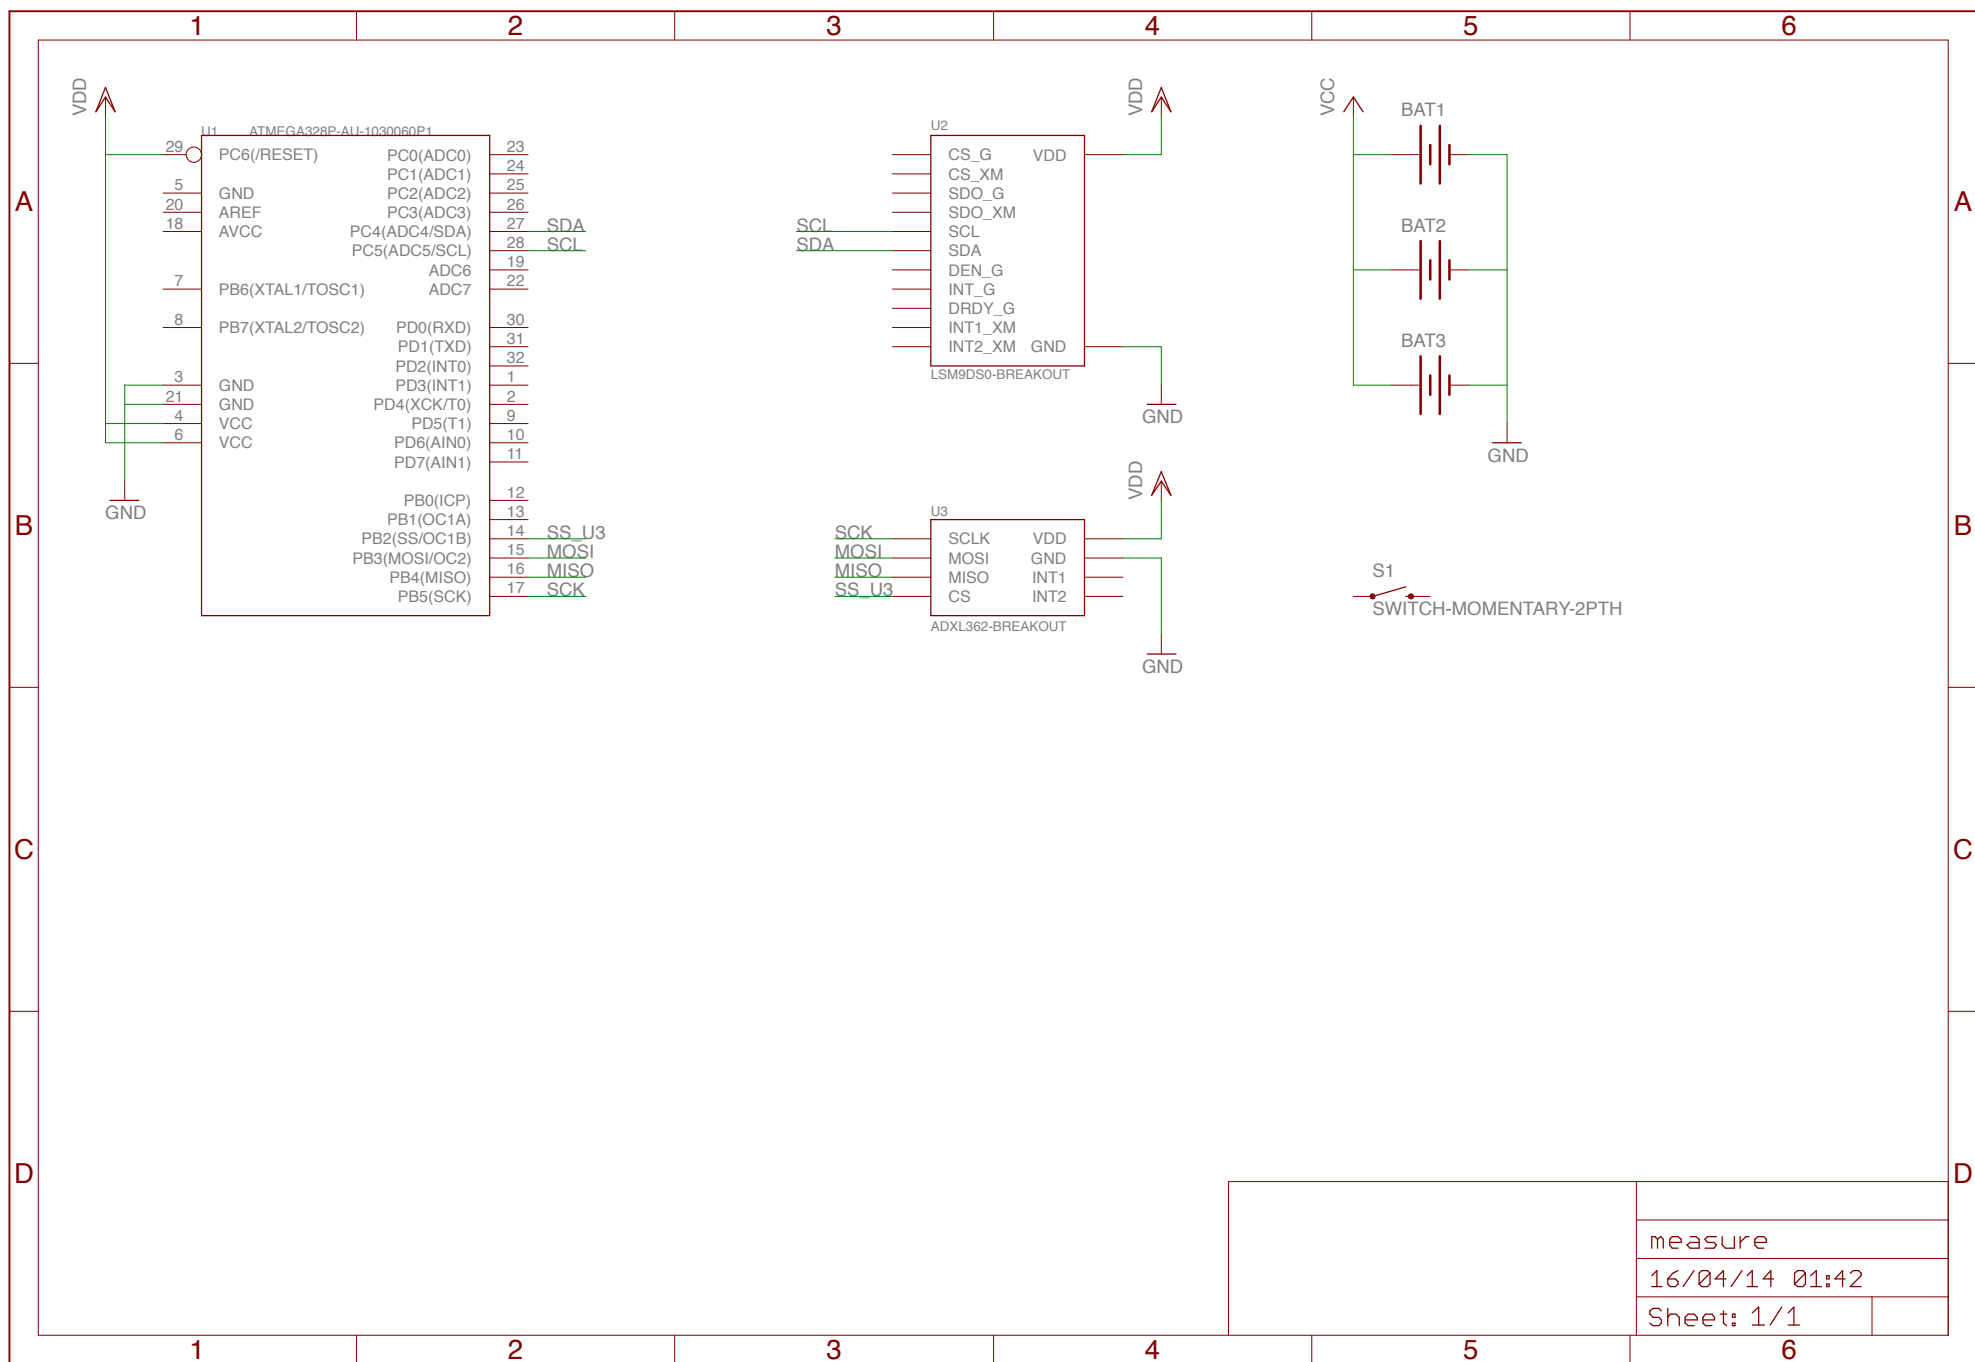 1 2 3 4 5 6
A
B
C
D
VDD
U1 ATMEGA328P-AU-1030060P1
29 PC6(/RESET)
5 GND
20 AREF
18 AVCC
7 PB6(XTAL1/TOSC1)
8 PB7(XTAL2/TOSC2)
3 GND
21 GND
4 VCC
6 VCC
GND
PC0(ADC0) 23
PC1(ADC1) 24
PC2(ADC2) 25
PC3(ADC3) 26
PC4(ADC4/SDA) 27 SDA
PC5(ADC5/SCL) 28 SCL
ADC6 19
ADC7 22
PD0(RXD) 30
PD1(TXD) 31
PD2(INT0) 32
PD3(INT1) 1
PD4(XCK/T0) 2
PD5(T1) 9
PD6(AIN0) 10
PD7(AIN1) 11
PB0(ICP) 12
PB1(OC1A) 13
PB2(SS/OC1B) 14 SS_U3
PB3(MOSI/OC2) 15 MOSI
PB4(MISO) 16 MISO
PB5(SCK) 17 SCK
VDD
U2
CS_G VDD
CS_XM
SDO_G
SDO_XM
SCL SCL
SDA SDA
DEN_G
INT_G
DRDY_G
INT1_XM
INT2_XM GND
LSM9DS0-BREAKOUT
GND
VDD
U3
SCK SCLK VDD
MOSI MOSI GND
MISO MISO INT1
SS_U3 CS INT2
ADXL362-BREAKOUT
GND
VCC
BAT1
BAT2
BAT3
GND
S1
SWITCH-MOMENTARY-2PTH
A
B
C
D
measure
16/04/14 01:42
Sheet: 1/1
1 2 3 4 5 6